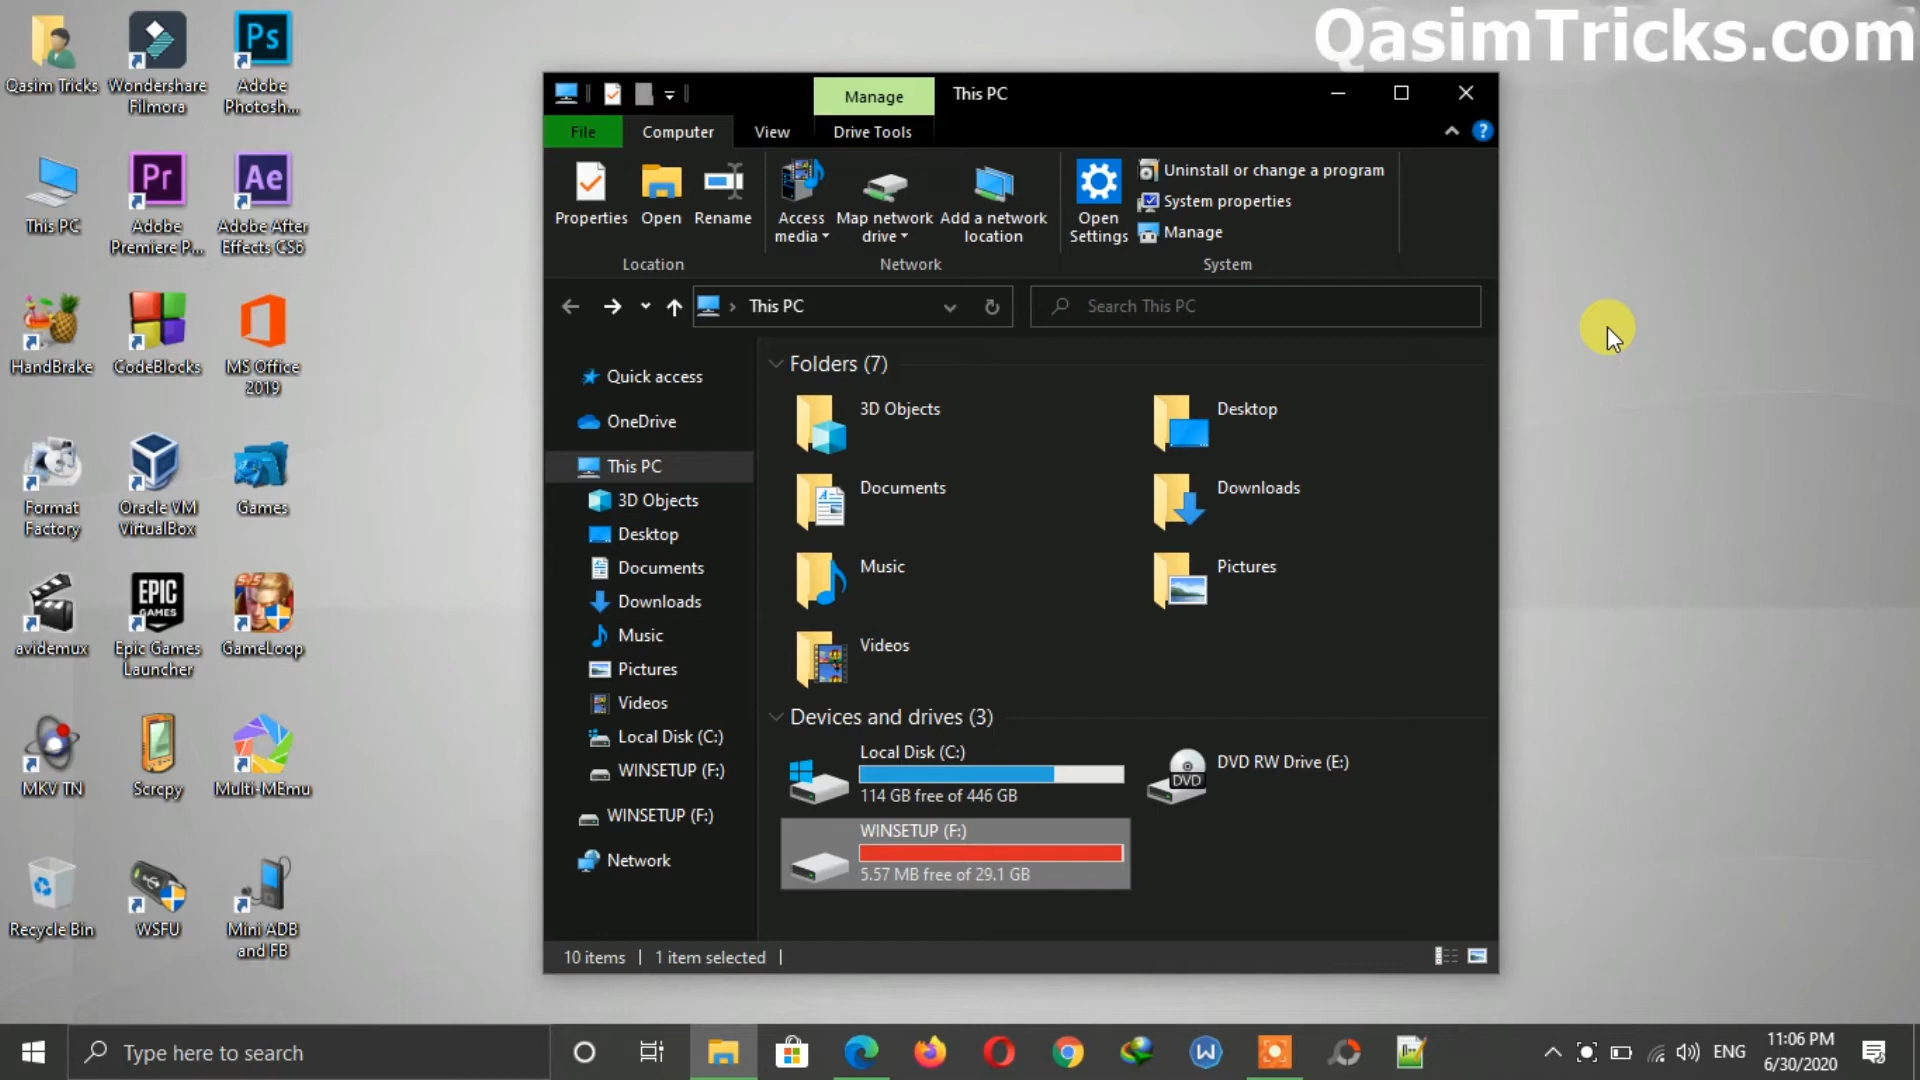 QasimTricks.com
Qasim Tricks
Wondershare
Filmora
Ps
Adobe
Photosh...
This PC
Pr
Adobe
Premiere P...
Ae
Adobe After
Effects CS6
HandBrake
CodeBlocks
MS Office
2019
Format
Factory
Oracle VM
VirtualBox
Games
avidemux
EPIC
GAMES
Epic Games
Launcher
GameLoop
MKV TN
Scrcpy
Multi-MEmu
Recycle Bin
WSFU
Mini ADB
and FB
Manage
This PC
File
Computer
View
Drive Tools
Properties
Open
Rename
Access
media
Map network
drive
Add a network
location
Open
Settings
Uninstall or change a program
System properties
Manage
Location
Network
System
This PC
Search This PC
Quick access
OneDrive
This PC
3D Objects
Desktop
Documents
Downloads
Music
Pictures
Videos
Local Disk (C:)
WINSETUP (F:)
WINSETUP (F:)
Network
Folders (7)
3D Objects
Desktop
Documents
Downloads
Music
Pictures
Videos
Devices and drives (3)
Local Disk (C:)
114 GB free of 446 GB
DVD
DVD RW Drive (E:)
WINSETUP (F:)
5.57 MB free of 29.1 GB
10 items
1 item selected
Type here to search
ENG
11:06 PM
6/30/2020